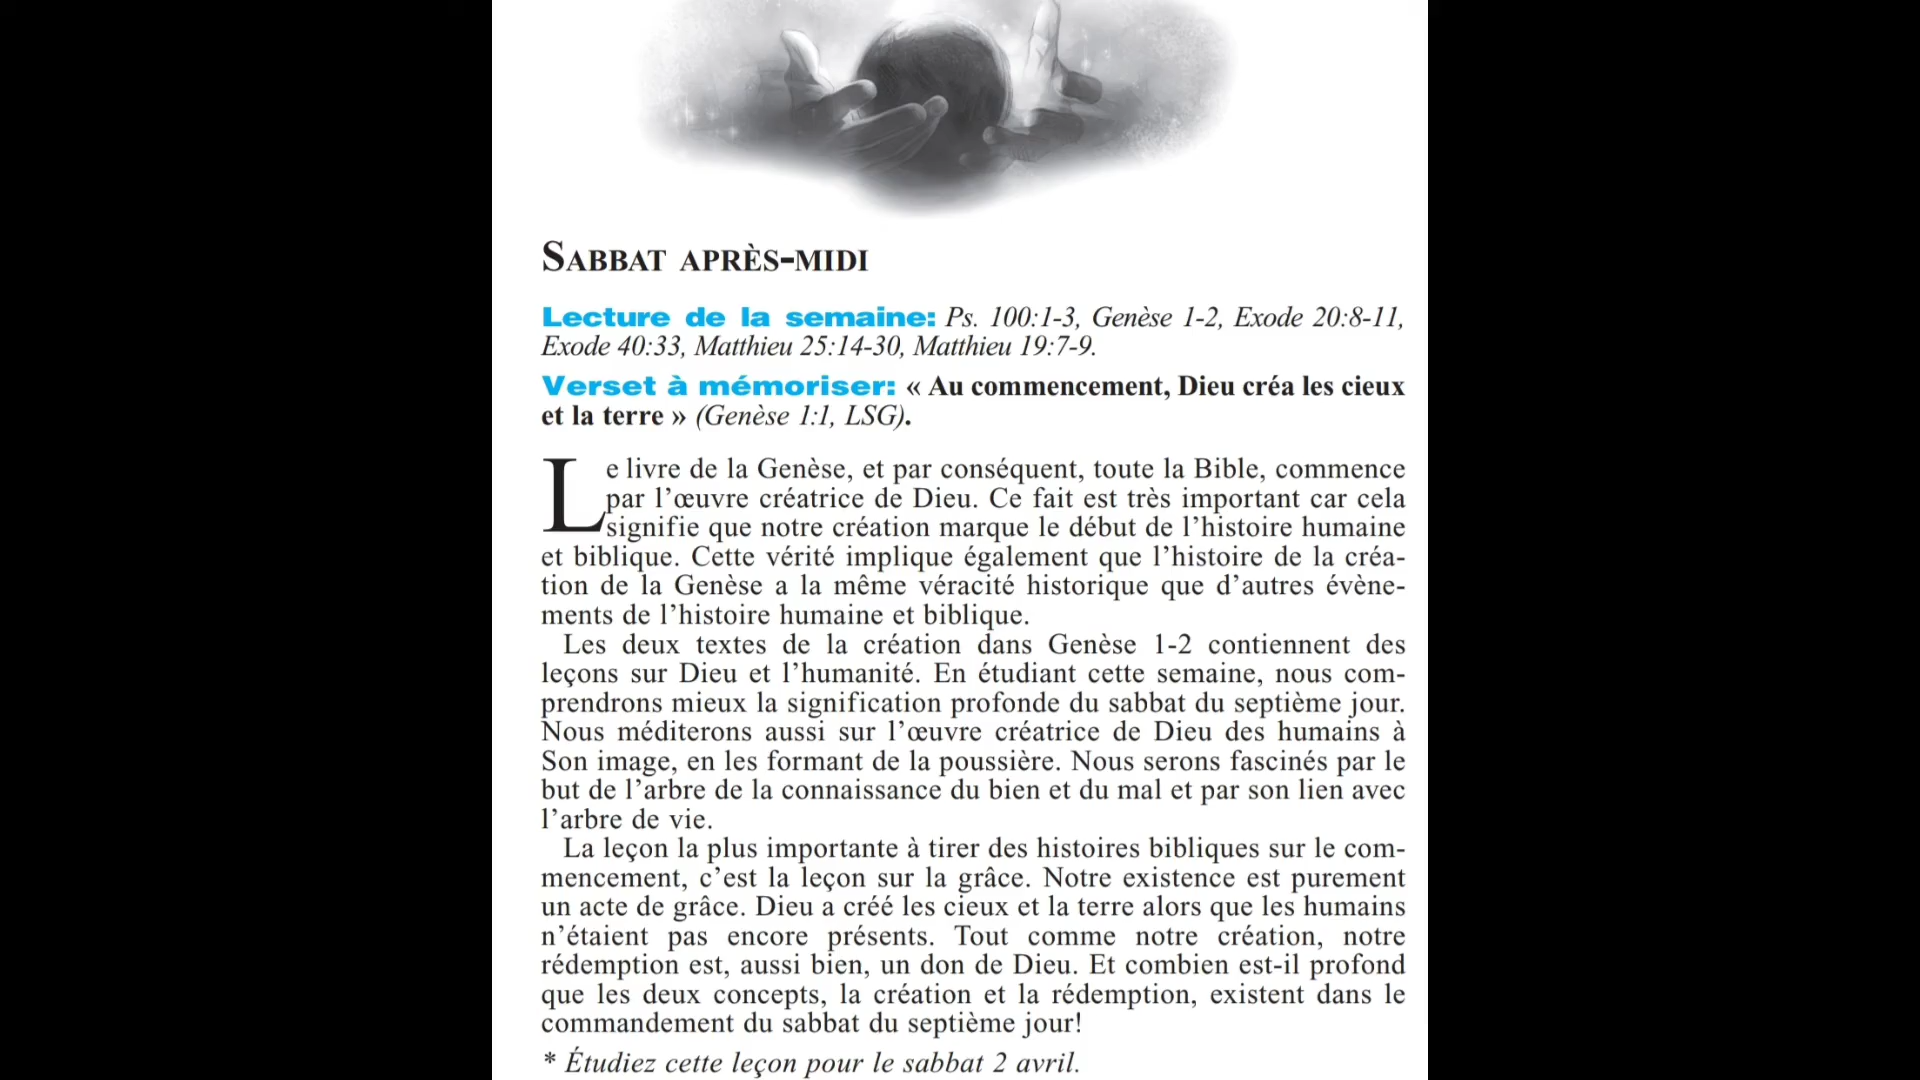 SABBAT APRÈS-MIDI
Lecture de la semaine: Ps. 100:1-3, Genèse 1-2, Exode 20:8-11,
Exode 40:33, Matthieu 25:14-30, Matthieu 19:7-9.
Verset à mémoriser: « Au commencement, Dieu créa les cieux
et la terre » (Genèse 1:1, LSG).
Le livre de la Genèse, et par conséquent, toute la Bible, commence
par l’œuvre créatrice de Dieu. Ce fait est très important car cela
signifie que notre création marque le début de l’histoire humaine
et biblique. Cette vérité implique également que l’histoire de la créa-
tion de la Genèse a la même véracité historique que d’autres évène-
ments de l’histoire humaine et biblique.
Les deux textes de la création dans Genèse 1-2 contiennent des
leçons sur Dieu et l’humanité. En étudiant cette semaine, nous com-
prendrons mieux la signification profonde du sabbat du septième jour.
Nous méditerons aussi sur l’œuvre créatrice de Dieu des humains à
Son image, en les formant de la poussière. Nous serons fascinés par le
but de l’arbre de la connaissance du bien et du mal et par son lien avec
l’arbre de vie.
La leçon la plus importante à tirer des histoires bibliques sur le com-
mencement, c’est la leçon sur la grâce. Notre existence est purement
un acte de grâce. Dieu a créé les cieux et la terre alors que les humains
n’étaient pas encore présents. Tout comme notre création, notre
rédemption est, aussi bien, un don de Dieu. Et combien est-il profond
que les deux concepts, la création et la rédemption, existent dans le
commandement du sabbat du septième jour!
* Étudiez cette leçon pour le sabbat 2 avril.